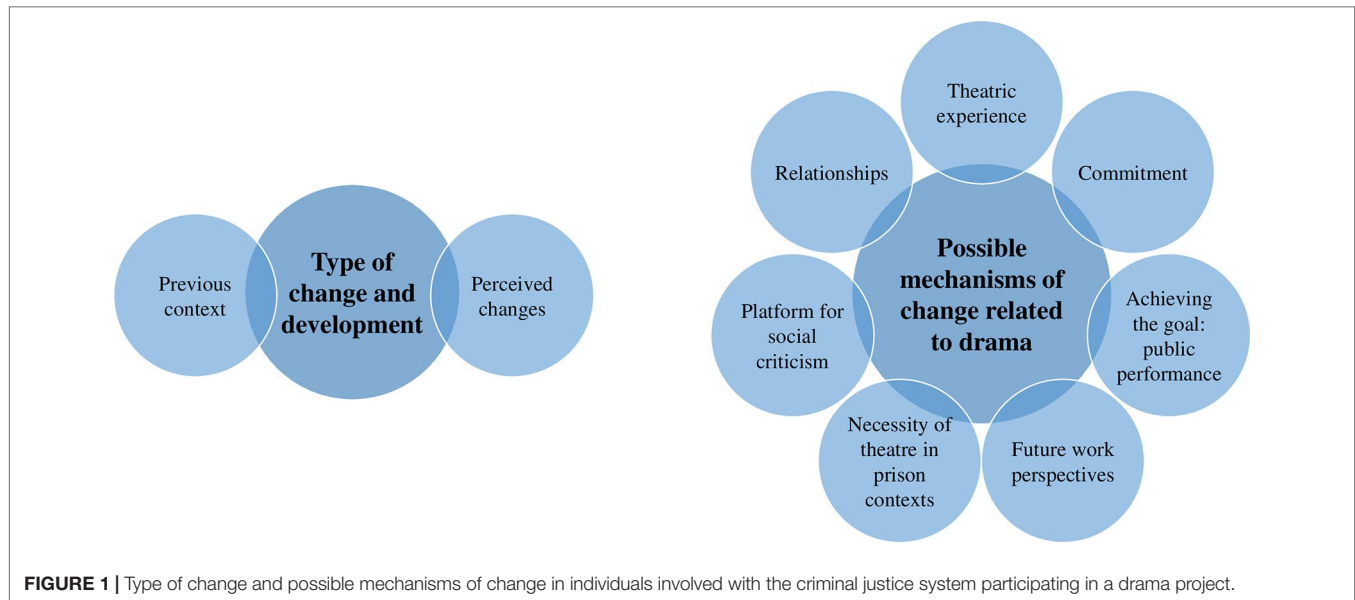 Previous
context
Type of
change and
development
Perceived
changes
Theatric
experience
Relationships
Commitment
Possible
mechanisms of
change related
to drama
Platform for
social
criticism
Achieving
the goal:
public
performance
Necessity of
theatre in
prison
contexts
Future work
perspectives
FIGURE 1 | Type of change and possible mechanisms of change in individuals involved with the criminal justice system participating in a drama project.